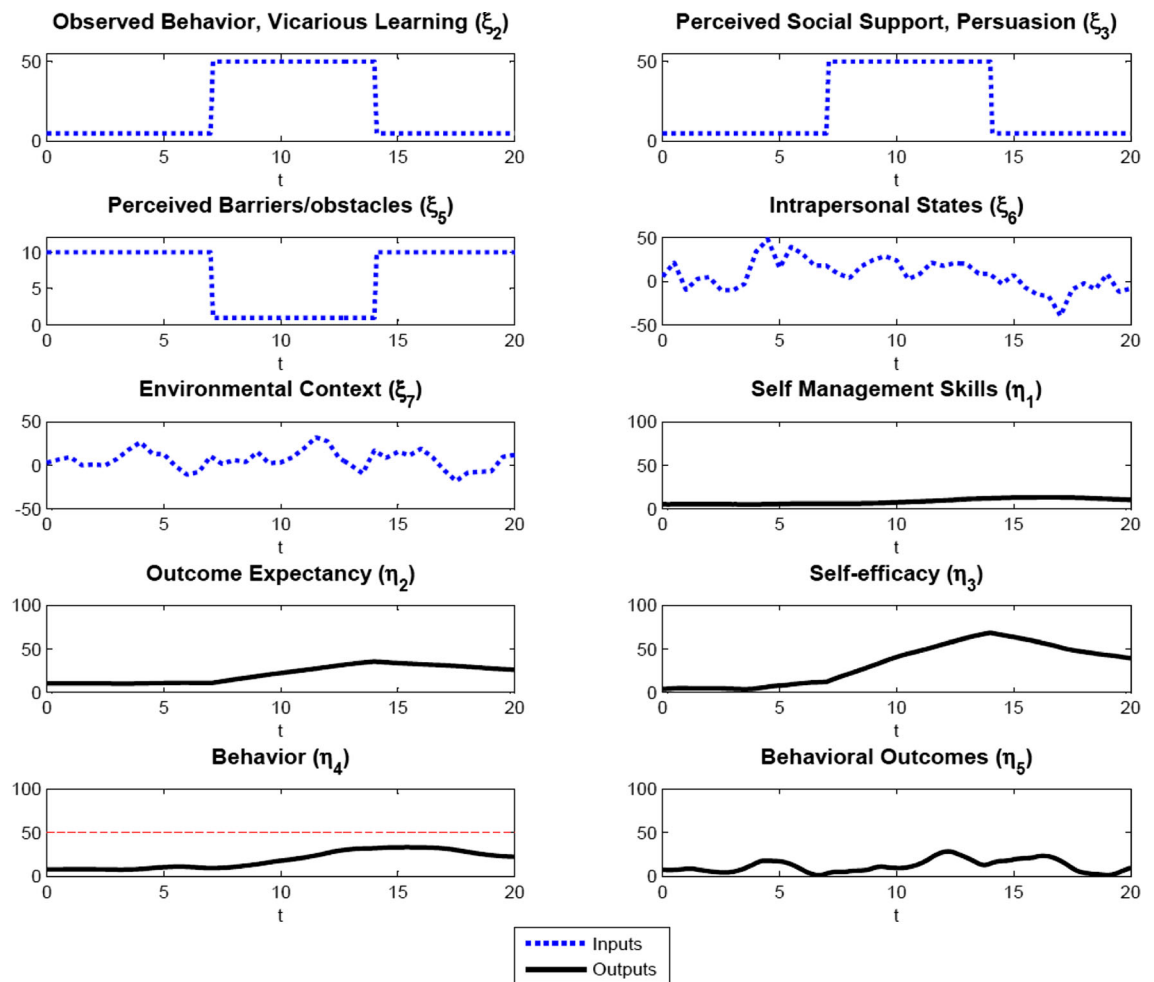 Observed Behavior, Vicarious Learning (ξ2)
50
0
0 5 10 15 20
t
Perceived Social Support, Persuasion (ξ3)
50
0
0 5 10 15 20
t
Perceived Barriers/obstacles (ξ5)
10
5
0
0 5 10 15 20
t
Intrapersonal States (ξ6)
50
0
-50
0 5 10 15 20
t
Environmental Context (ξ7)
50
0
-50
0 5 10 15 20
t
Self Management Skills (η1)
100
50
0
0 5 10 15 20
t
Outcome Expectancy (η2)
100
50
0
0 5 10 15 20
t
Self-efficacy (η3)
100
50
0
0 5 10 15 20
t
Behavior (η4)
100
50
0
0 5 10 15 20
t
Behavioral Outcomes (η5)
100
50
0
0 5 10 15 20
t
Inputs
Outputs